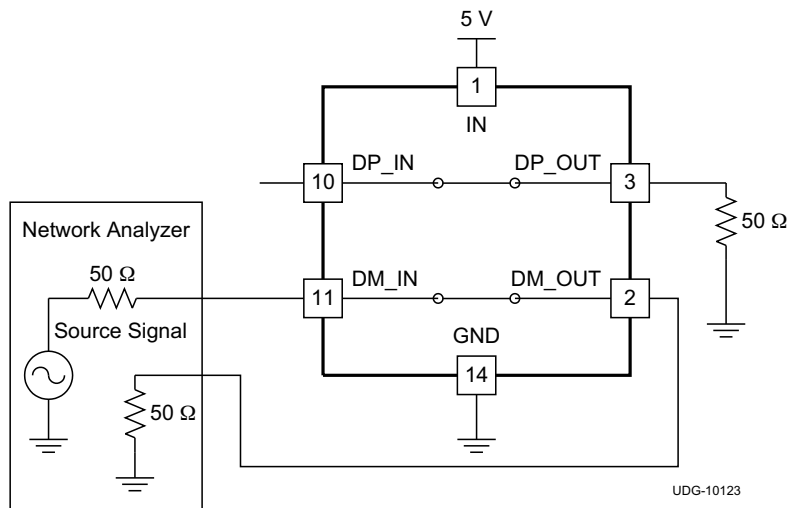 5 V
1
IN
DP_IN
DP_OUT
10
3
Network Analyzer
50 Ω
50 Ω
DM_IN
DM_OUT
11
2
Source Signal
GND
14
50 Ω
UDG-10123